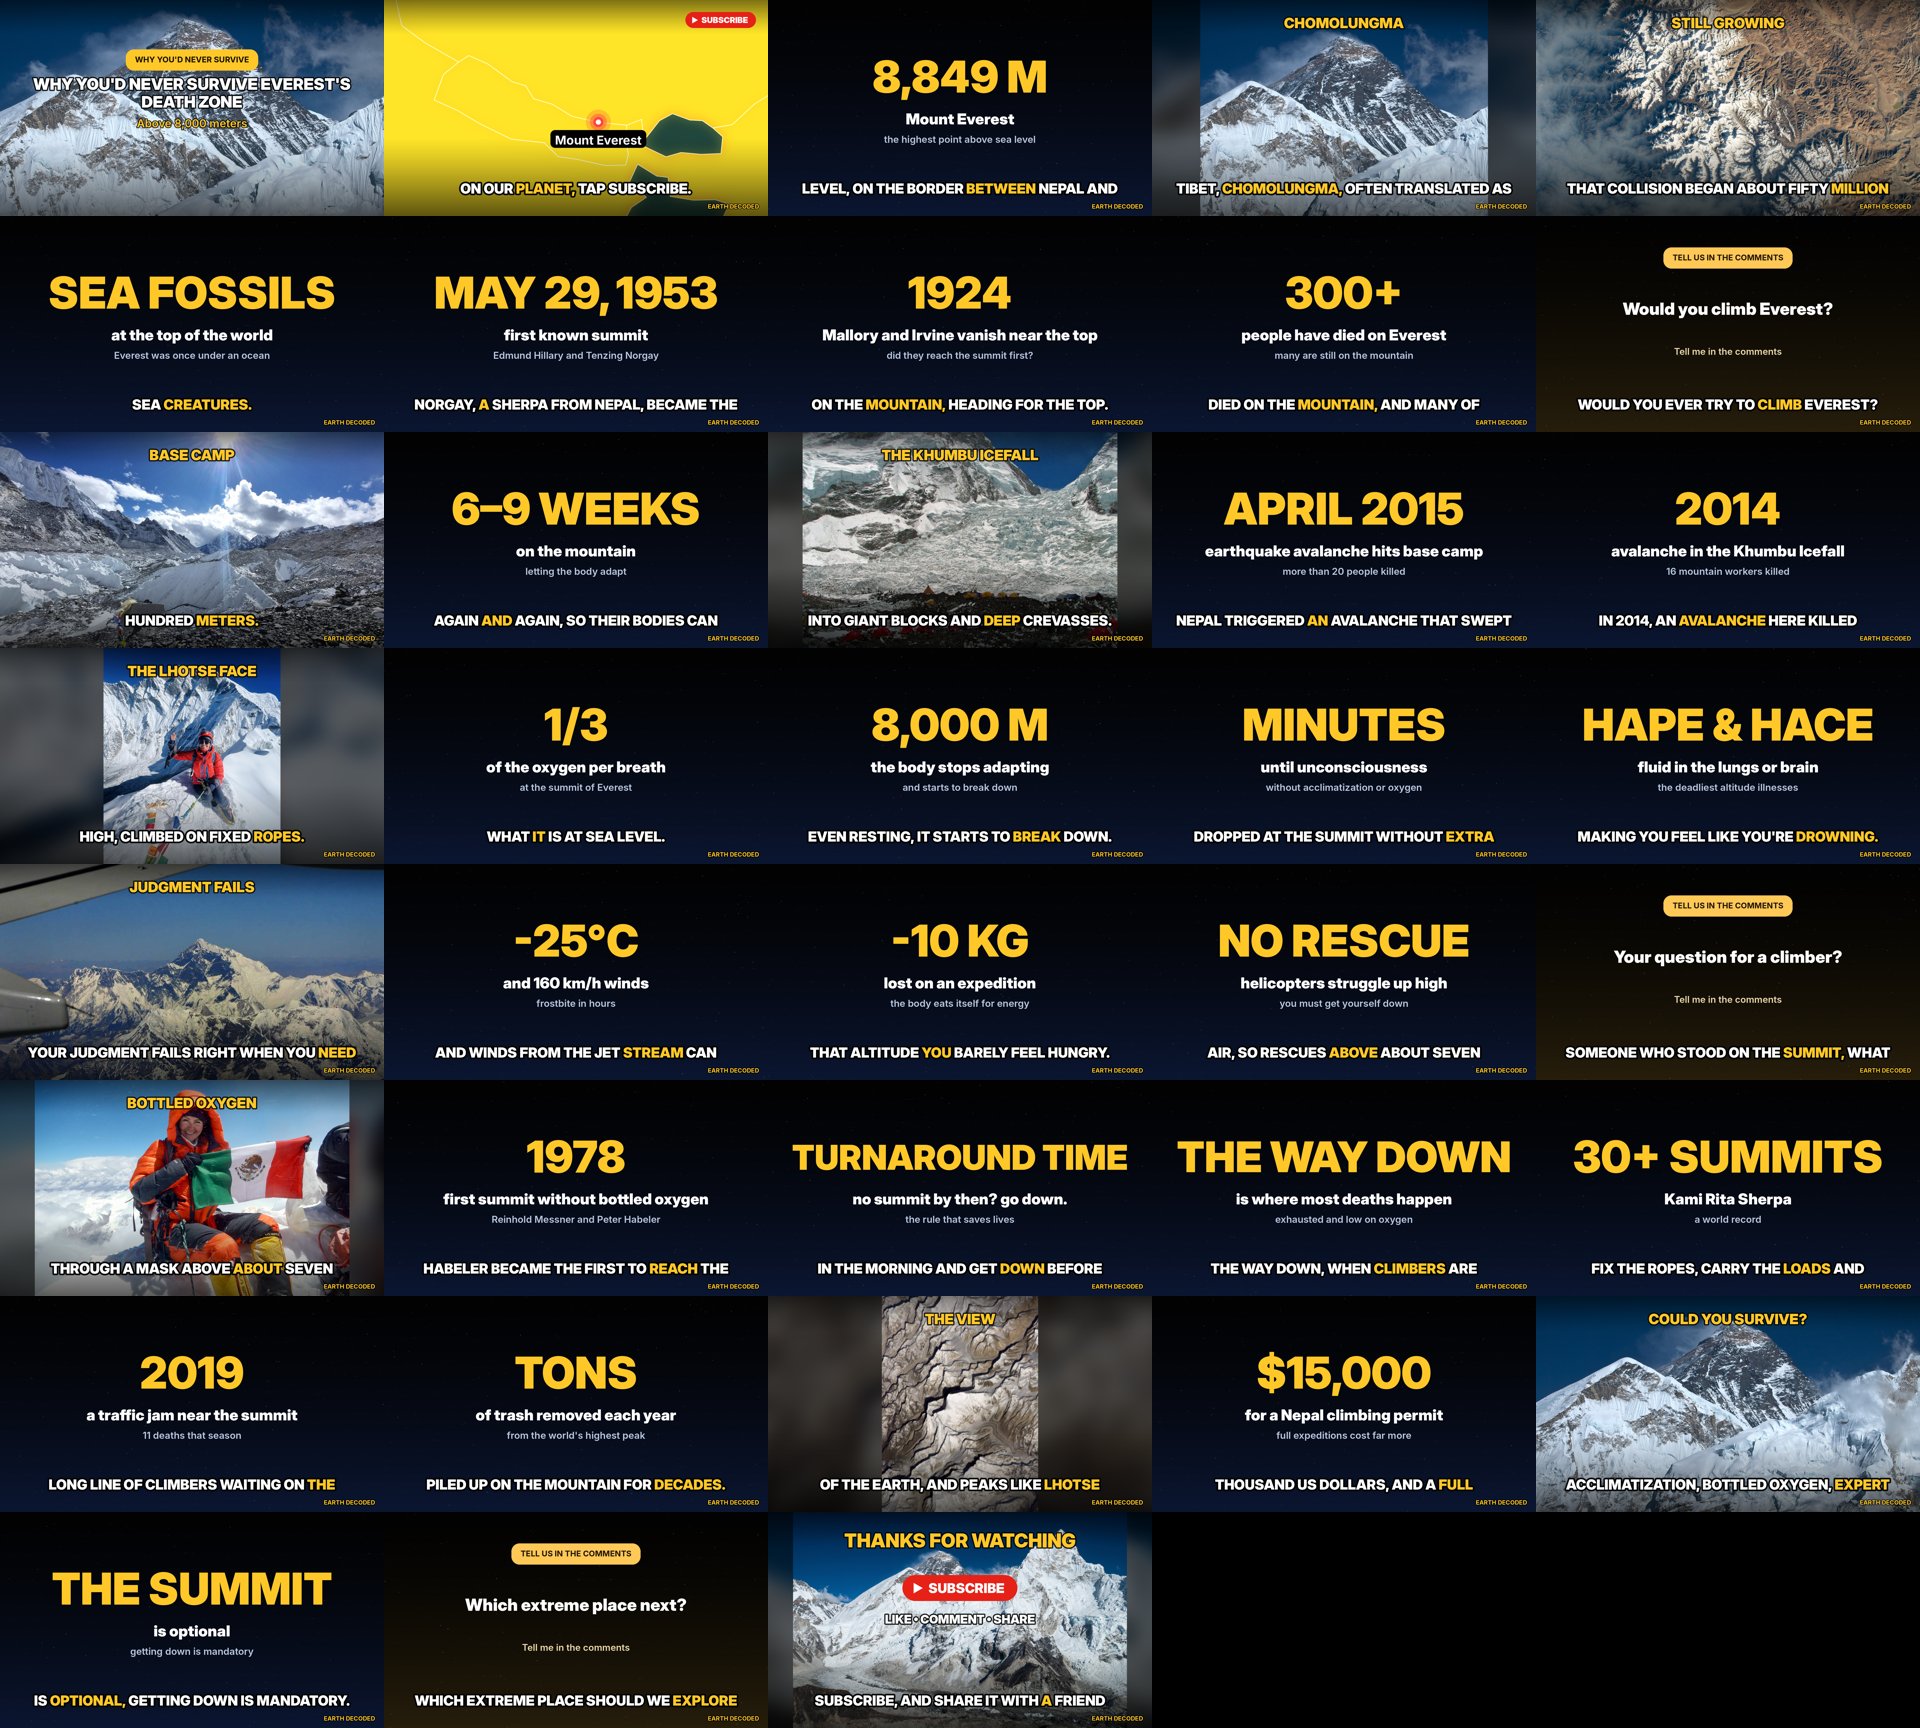 WHY YOU'D NEVER SURVIVE
WHY YOU'D NEVER SURVIVE EVEREST'S
DEATH ZONE
Above 8,000 meters
SUBSCRIBE
Mount Everest
ON OUR PLANET, TAP SUBSCRIBE.
EARTH DECODED
8,849 M
Mount Everest
the highest point above sea level
LEVEL, ON THE BORDER BETWEEN NEPAL AND
EARTH DECODED
CHOMOLUNGMA
TIBET, CHOMOLUNGMA, OFTEN TRANSLATED AS
EARTH DECODED
STILL GROWING
THAT COLLISION BEGAN ABOUT FIFTY MILLION
EARTH DECODED
SEA FOSSILS
at the top of the world
Everest was once under an ocean
SEA CREATURES.
EARTH DECODED
MAY 29, 1953
first known summit
Edmund Hillary and Tenzing Norgay
NORGAY, A SHERPA FROM NEPAL, BECAME THE
EARTH DECODED
1924
Mallory and Irvine vanish near the top
did they reach the summit first?
ON THE MOUNTAIN, HEADING FOR THE TOP.
EARTH DECODED
300+
people have died on Everest
many are still on the mountain
DIED ON THE MOUNTAIN, AND MANY OF
EARTH DECODED
TELL US IN THE COMMENTS
Would you climb Everest?
Tell me in the comments
WOULD YOU EVER TRY TO CLIMB EVEREST?
EARTH DECODED
BASE CAMP
HUNDRED METERS.
EARTH DECODED
6–9 WEEKS
on the mountain
letting the body adapt
AGAIN AND AGAIN, SO THEIR BODIES CAN
EARTH DECODED
THE KHUMBU ICEFALL
INTO GIANT BLOCKS AND DEEP CREVASSES.
EARTH DECODED
APRIL 2015
earthquake avalanche hits base camp
more than 20 people killed
NEPAL TRIGGERED AN AVALANCHE THAT SWEPT
EARTH DECODED
2014
avalanche in the Khumbu Icefall
16 mountain workers killed
IN 2014, AN AVALANCHE HERE KILLED
EARTH DECODED
THE LHOTSE FACE
HIGH, CLIMBED ON FIXED ROPES.
EARTH DECODED
1/3
of the oxygen per breath
at the summit of Everest
WHAT IT IS AT SEA LEVEL.
EARTH DECODED
8,000 M
the body stops adapting
and starts to break down
EVEN RESTING, IT STARTS TO BREAK DOWN.
EARTH DECODED
MINUTES
until unconsciousness
without acclimatization or oxygen
DROPPED AT THE SUMMIT WITHOUT EXTRA
EARTH DECODED
HAPE & HACE
fluid in the lungs or brain
the deadliest altitude illnesses
MAKING YOU FEEL LIKE YOU'RE DROWNING.
EARTH DECODED
JUDGMENT FAILS
YOUR JUDGMENT FAILS RIGHT WHEN YOU NEED
EARTH DECODED
-25°C
and 160 km/h winds
frostbite in hours
AND WINDS FROM THE JET STREAM CAN
EARTH DECODED
-10 KG
lost on an expedition
the body eats itself for energy
THAT ALTITUDE YOU BARELY FEEL HUNGRY.
EARTH DECODED
NO RESCUE
helicopters struggle up high
you must get yourself down
AIR, SO RESCUES ABOVE ABOUT SEVEN
EARTH DECODED
TELL US IN THE COMMENTS
Your question for a climber?
Tell me in the comments
SOMEONE WHO STOOD ON THE SUMMIT, WHAT
EARTH DECODED
BOTTLED OXYGEN
THROUGH A MASK ABOVE ABOUT SEVEN
EARTH DECODED
1978
first summit without bottled oxygen
Reinhold Messner and Peter Habeler
HABELER BECAME THE FIRST TO REACH THE
EARTH DECODED
TURNAROUND TIME
no summit by then? go down.
the rule that saves lives
IN THE MORNING AND GET DOWN BEFORE
EARTH DECODED
THE WAY DOWN
is where most deaths happen
exhausted and low on oxygen
THE WAY DOWN, WHEN CLIMBERS ARE
EARTH DECODED
30+ SUMMITS
Kami Rita Sherpa
a world record
FIX THE ROPES, CARRY THE LOADS AND
EARTH DECODED
2019
a traffic jam near the summit
11 deaths that season
LONG LINE OF CLIMBERS WAITING ON THE
EARTH DECODED
TONS
of trash removed each year
from the world's highest peak
PILED UP ON THE MOUNTAIN FOR DECADES.
EARTH DECODED
THE VIEW
OF THE EARTH, AND PEAKS LIKE LHOTSE
EARTH DECODED
$15,000
for a Nepal climbing permit
full expeditions cost far more
THOUSAND US DOLLARS, AND A FULL
EARTH DECODED
COULD YOU SURVIVE?
ACCLIMATIZATION, BOTTLED OXYGEN, EXPERT
EARTH DECODED
THE SUMMIT
is optional
getting down is mandatory
IS OPTIONAL, GETTING DOWN IS MANDATORY.
EARTH DECODED
TELL US IN THE COMMENTS
Which extreme place next?
Tell me in the comments
WHICH EXTREME PLACE SHOULD WE EXPLORE
EARTH DECODED
THANKS FOR WATCHING
SUBSCRIBE
LIKE • COMMENT • SHARE
SUBSCRIBE, AND SHARE IT WITH A FRIEND
EARTH DECODED